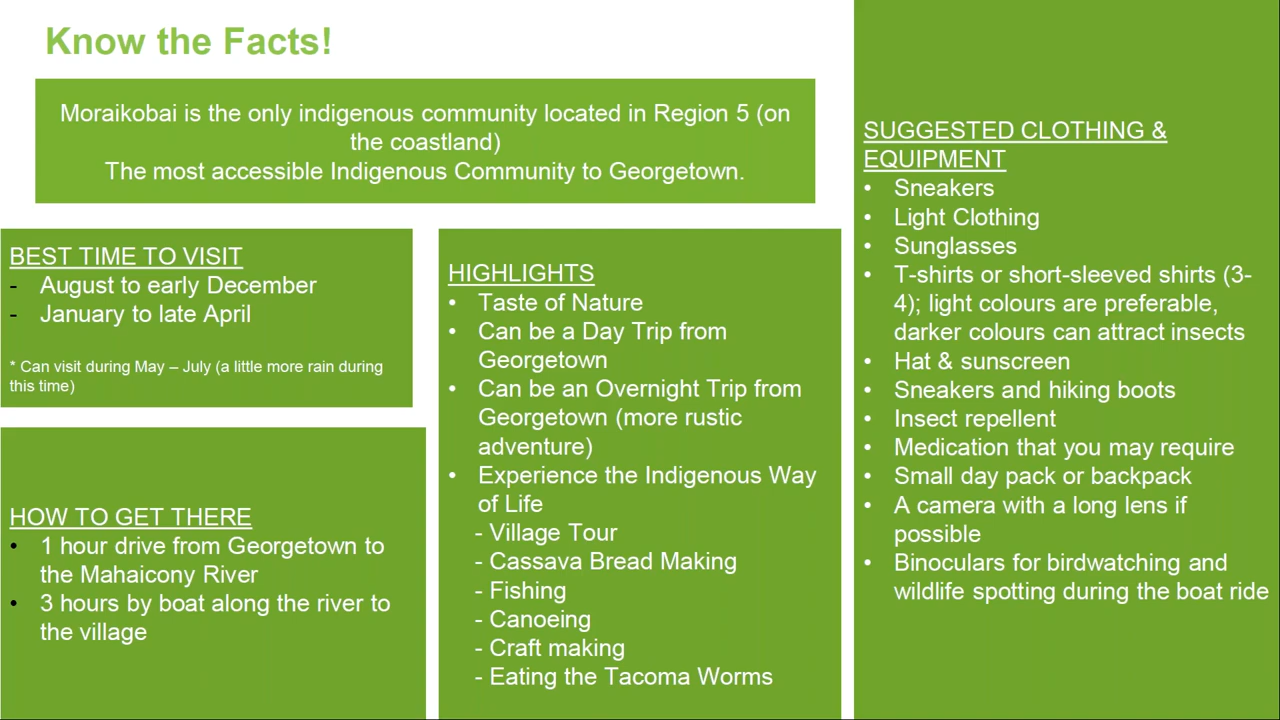 Know the Facts!
Moraikobai is the only indigenous community located in Region 5 (on
the coastland)
The most accessible Indigenous Community to Georgetown.
BEST TIME TO VISIT
- August to early December
- January to late April
* Can visit during May – July (a little more rain during
this time)
HOW TO GET THERE
• 1 hour drive from Georgetown to
the Mahaicony River
• 3 hours by boat along the river to
the village
HIGHLIGHTS
• Taste of Nature
• Can be a Day Trip from
Georgetown
• Can be an Overnight Trip from
Georgetown (more rustic
adventure)
• Experience the Indigenous Way
of Life
- Village Tour
- Cassava Bread Making
- Fishing
- Canoeing
- Craft making
- Eating the Tacoma Worms
SUGGESTED CLOTHING &
EQUIPMENT
• Sneakers
• Light Clothing
• Sunglasses
• T-shirts or short-sleeved shirts (3-
4); light colours are preferable,
darker colours can attract insects
• Hat & sunscreen
• Sneakers and hiking boots
• Insect repellent
• Medication that you may require
• Small day pack or backpack
• A camera with a long lens if
possible
• Binoculars for birdwatching and
wildlife spotting during the boat ride